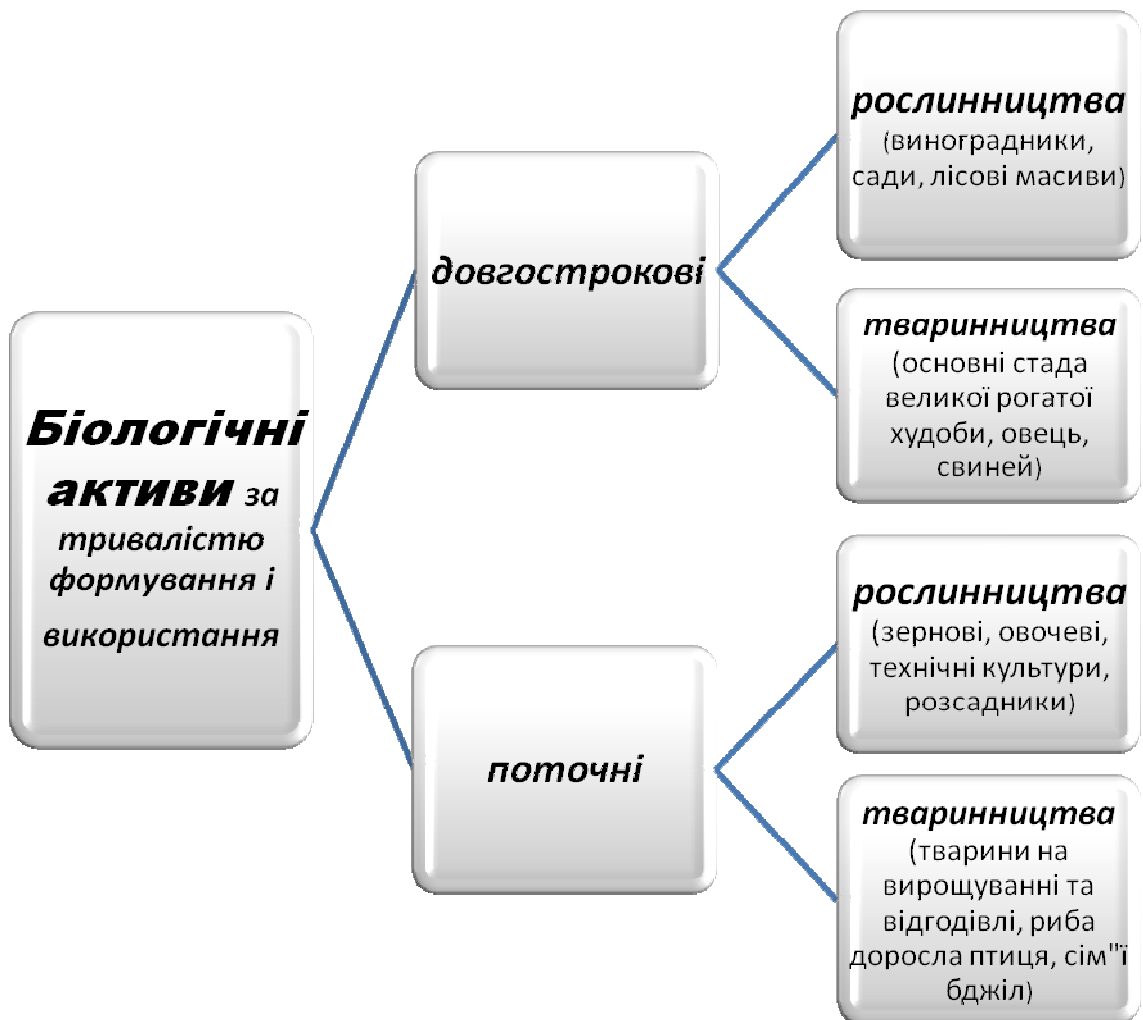 Біологічні
активи за
тривалістю
формування і
використання
довгострокові
рослинництва
(виноградники,
сади, лісові масиви)
тваринництва
(основні стада
великої рогатої
худоби, овець,
свиней)
поточні
рослинництва
(зернові, овочеві,
технічні культури,
розсадники)
тваринництва
(тварини на
вирощуванні та
відгодівлі, риба
доросла птиця, сім"ї
бджіл)